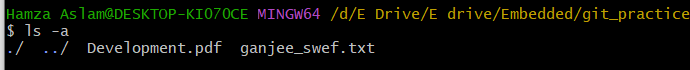 Hamza Aslam@DESKTOP-KI07OCE MINGW64 /d/E Drive/E drive/Embedded/git_practice
$ ls -a
./  ../  Development.pdf  ganjee_swef.txt